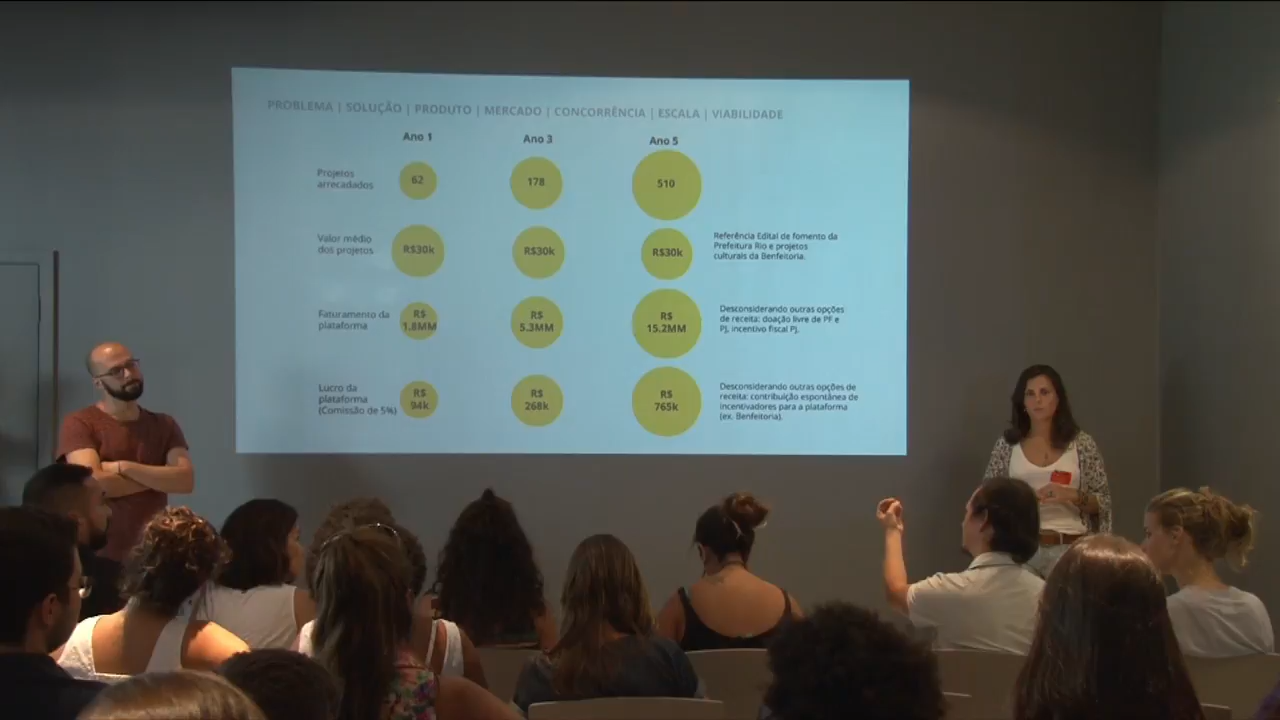 PROBLEMA | SOLUÇÃO | PRODUTO | MERCADO | CONCORRÊNCIA | ESCALA | VIABILIDADE
Ano 1
Ano 3
Ano 5
Projetos
arrecadados
62
178
510
Valor médio
dos projetos
R$30k
R$30k
R$30k
Referência Edital de fomento da
Prefeitura Rio e projetos
culturais da Benfeitoria.
Faturamento da
plataforma
R$
1.8MM
R$
5.3MM
R$
15.2MM
Desconsiderando outras opções
de receita: doação livre de PF e
PJ, incentivo fiscal PJ.
Lucro da
plataforma
(Comissão de 5%)
R$
94k
R$
268k
R$
765k
Desconsiderando outras opções de
receita: contribuição espontânea de
incentivadores para a plataforma
(ex. Benfeitoria).